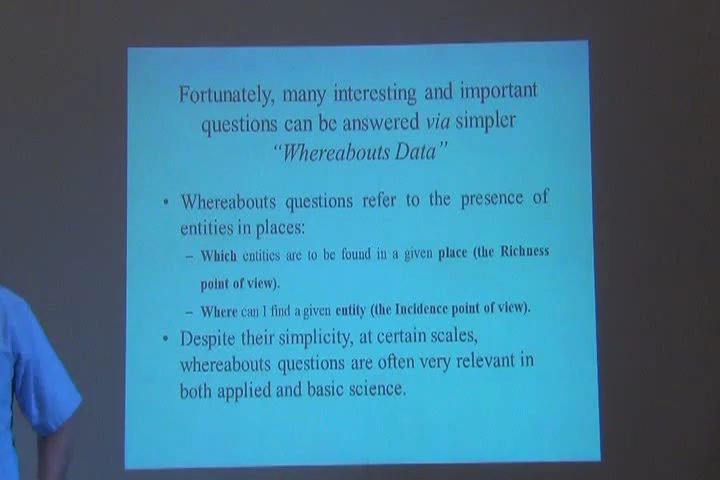 Fortunately, many interesting and important
questions can be answered via simpler
“Whereabouts Data”
• Whereabouts questions refer to the presence of
entities in places:
– Which entities are to be found in a given place (the Richness
point of view).
– Where can I find a given entity (the Incidence point of view).
• Despite their simplicity, at certain scales,
whereabouts questions are often very relevant in
both applied and basic science.